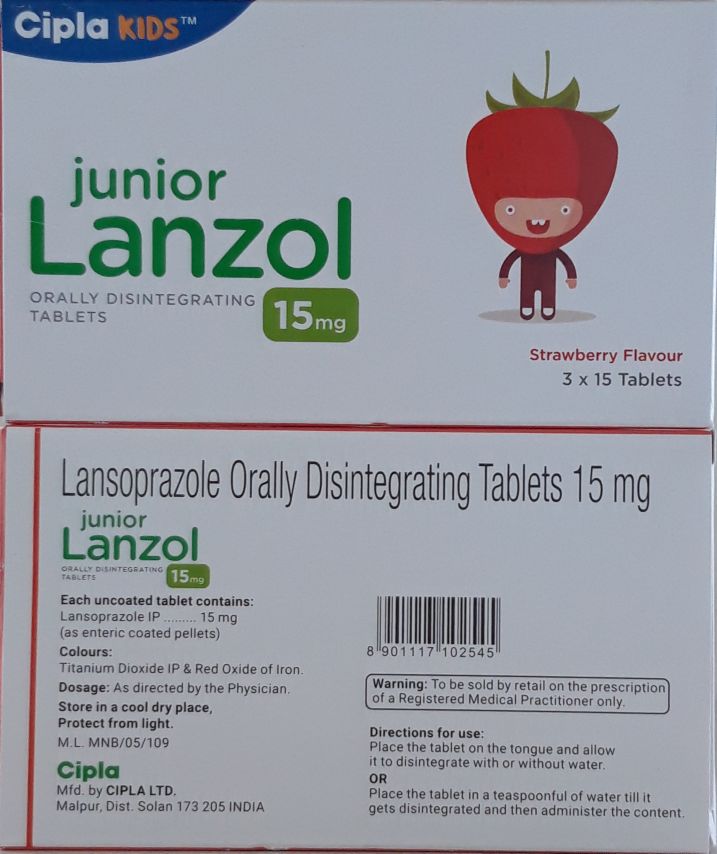 Cipla KIDS™
junior
Lanzol
ORALLY DISINTEGRATING
TABLETS
15mg
Strawberry Flavour
3 x 15 Tablets
Lansoprazole Orally Disintegrating Tablets 15 mg
junior
Lanzol
ORALLY DISINTEGRATING
TABLETS
15mg
Each uncoated tablet contains:
Lansoprazole IP ......... 15 mg
(as enteric coated pellets)
Colours:
Titanium Dioxide IP & Red Oxide of Iron.
Dosage: As directed by the Physician.
Store in a cool dry place,
Protect from light.
M.L. MNB/05/109
Cipla
Mfd. by CIPLA LTD.
Malpur, Dist. Solan 173 205 INDIA
8 901117 102545
Warning: To be sold by retail on the prescription
of a Registered Medical Practitioner only.
Directions for use:
Place the tablet on the tongue and allow
it to disintegrate with or without water.
OR
Place the tablet in a teaspoonful of water till it
gets disintegrated and then administer the content.